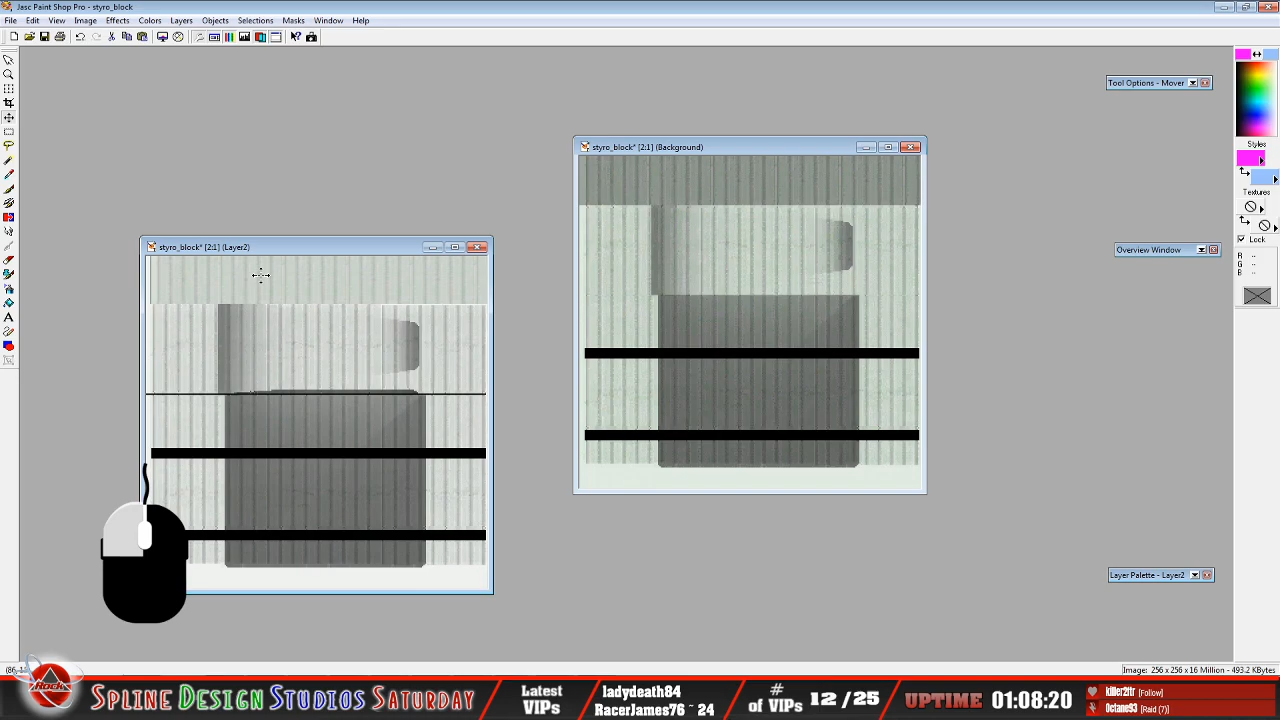 Jasc Paint Shop Pro - styro_block
File Edit View Image Effects Colors Layers Objects Selections Masks Window Help
Tool Options - Mover
styro_block* [2:1] (Background)
Styles
Textures
Lock
R: --
G: --
B: --
styro_block* [2:1] (Layer2)
Overview Window
Layer Palette - Layer2
Image: 256 x 256 x 16 Million - 493.2 KBytes
Spline Design Studios Saturday
Latest VIPs
ladydeath84
RacerJames76 ~ 24
# of VIPs
12 / 25
UPTIME
01:08:20
killer2ltr [Follow]
Octane93 [Raid (7)]